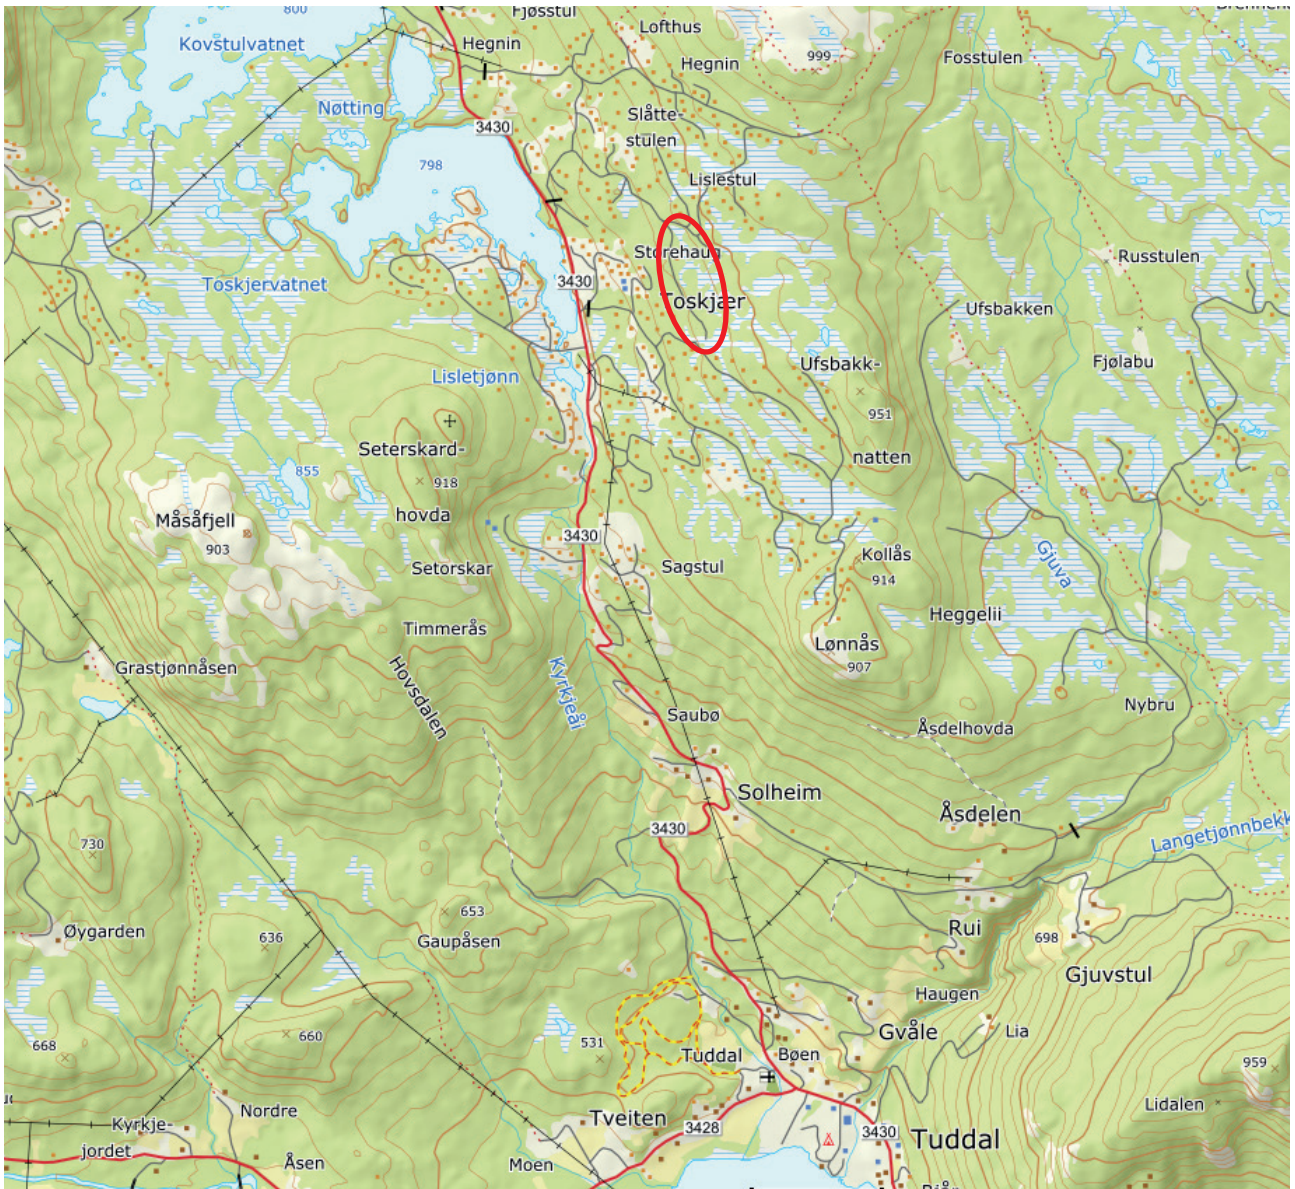 800
Fjøsstul
Lofthus
Kovstulvatnet
Hegnin
999
Fosstulen
Hegnin
Nøtting
Slåtte-
3430
stulen
798
Lislestul
Storehaug
Russtulen
Toskjervatnet
3430
Toskjær
Ufsbakken
Lisletjønn
Ufsbakk-
Fjølabu
951
Seterskard-
natten
855
918
Måsåfjell
hovda
903
3430
Gjuva
Kollås
Setorskar
Sagstul
914
Heggelii
Timmerås
Lønnås
Grastjønnåsen
907
Hovsdalen
Kyrkjeåi
Saubø
Nybru
Åsdelhovda
Solheim
Åsdelen
3430
730
Langetjønnbekk
653
Øygarden
636
Gaupåsen
Rui
698
Gjuvstul
Haugen
668
660
531
Gvåle
Lia
Tuddal
Bøen
959
Nordre
Lidalen
Kyrkje-
Tveiten
3428
3430
Tuddal
jordet
Åsen
Moen